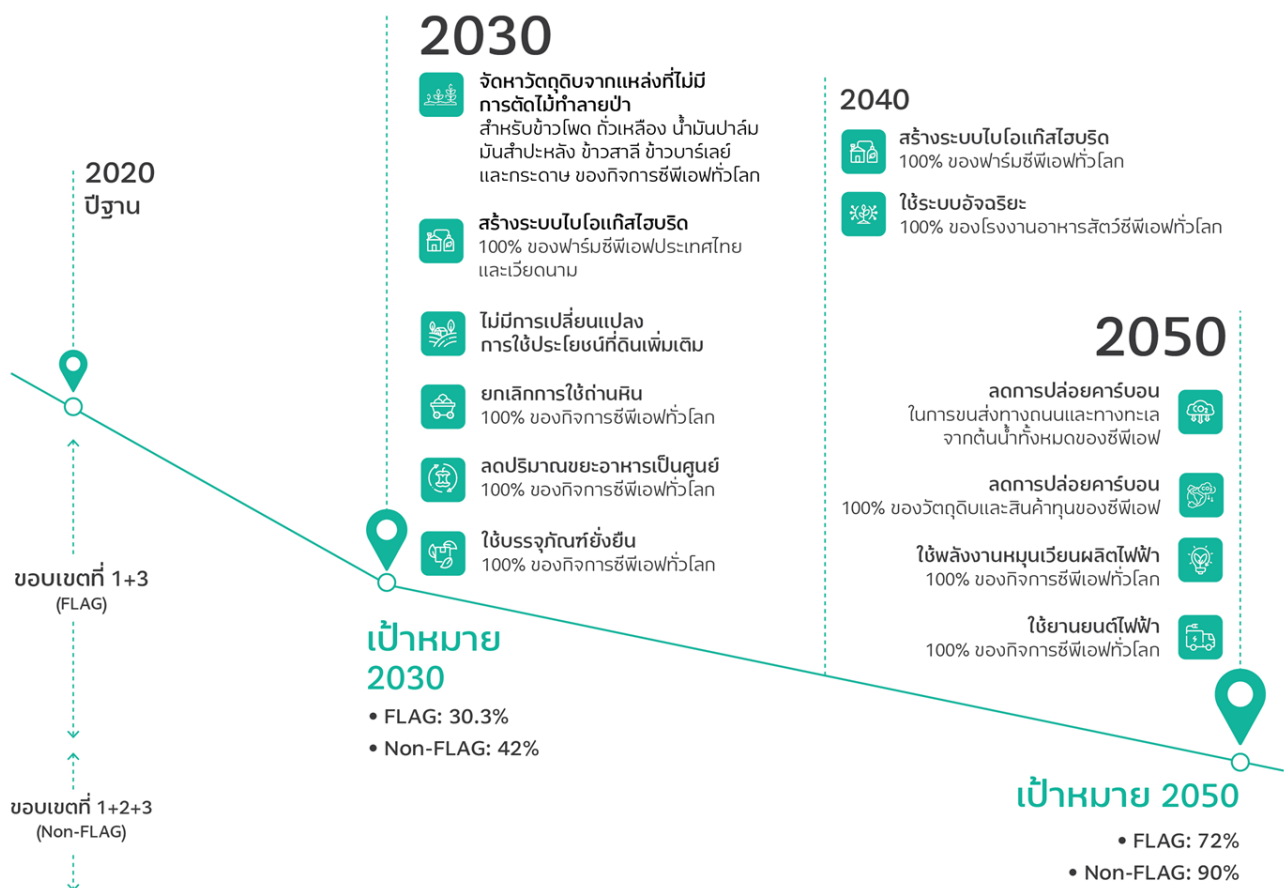 2020
ปีฐาน
ขอบเขตที่ 1+3
(FLAG)
ขอบเขตที่ 1+2+3
(Non-FLAG)
2030
จัดหาวัตถุดิบจากแหล่งที่ไม่มี
การตัดไม้ทำลายป่า
สำหรับข้าวโพด ถั่วเหลือง น้ำมันปาล์ม
มันสำปะหลัง ข้าวสาลี ข้าวบาร์เลย์
และกระดาษ ของกิจการซีพีเอฟทั่วโลก
สร้างระบบไบโอแก๊สไฮบริด
100% ของฟาร์มซีพีเอฟประเทศไทย
และเวียดนาม
ไม่มีการเปลี่ยนแปลง
การใช้ประโยชน์ที่ดินเพิ่มเติม
ยกเลิกการใช้ถ่านหิน
100% ของกิจการซีพีเอฟทั่วโลก
ลดปริมาณขยะอาหารเป็นศูนย์
100% ของกิจการซีพีเอฟทั่วโลก
ใช้บรรจุภัณฑ์ยั่งยืน
100% ของกิจการซีพีเอฟทั่วโลก
เป้าหมาย
2030
• FLAG: 30.3%
• Non-FLAG: 42%
2040
สร้างระบบไบโอแก๊สไฮบริด
100% ของฟาร์มซีพีเอฟทั่วโลก
ใช้ระบบอัจฉริยะ
100% ของโรงงานอาหารสัตว์ซีพีเอฟทั่วโลก
2050
ลดการปล่อยคาร์บอน
ในการขนส่งทางถนนและทางทะเล
จากต้นน้ำทั้งหมดของซีพีเอฟ
ลดการปล่อยคาร์บอน
100% ของวัตถุดิบและสินค้าทุนของซีพีเอฟ
ใช้พลังงานหมุนเวียนผลิตไฟฟ้า
100% ของกิจการซีพีเอฟทั่วโลก
ใช้ยานยนต์ไฟฟ้า
100% ของกิจการซีพีเอฟทั่วโลก
เป้าหมาย 2050
• FLAG: 72%
• Non-FLAG: 90%